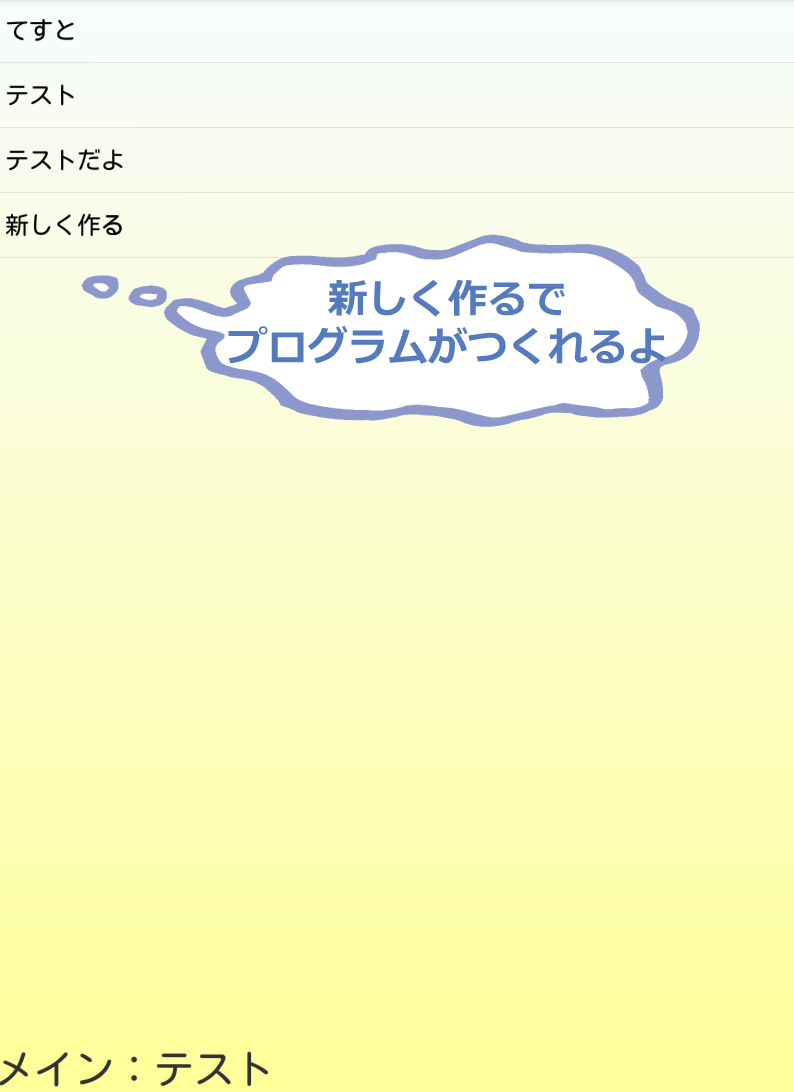 てすと
テスト
テストだよ
新しく作る
新しく作るで
プログラムがつくれるよ
メイン：テスト